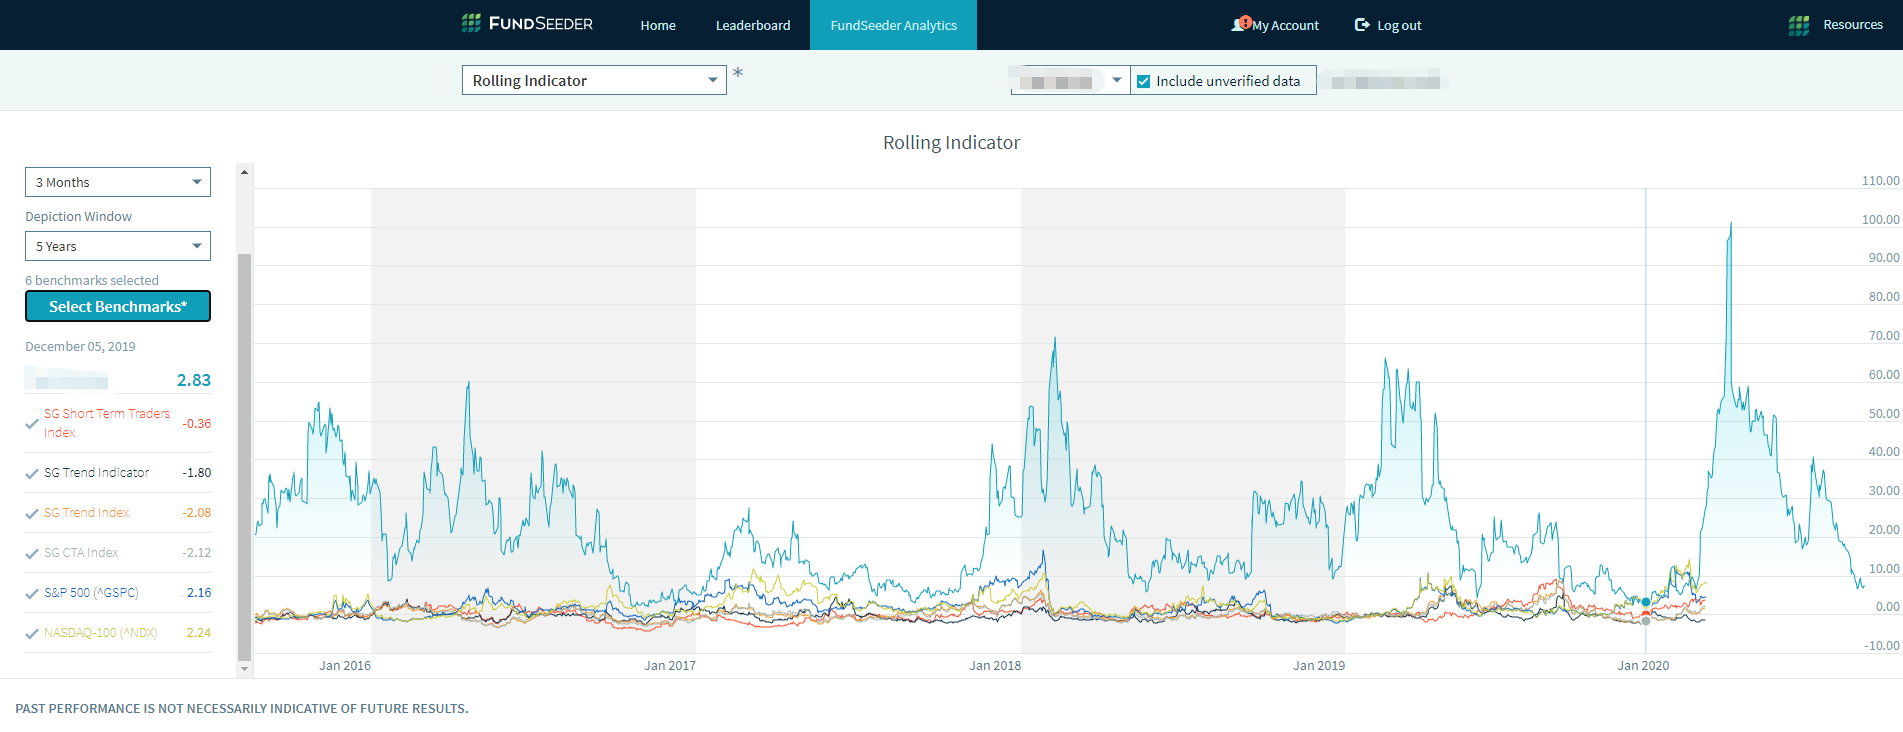 FUNDSEEDER Home Leaderboard FundSeeder Analytics My Account Log out Resources
Rolling Indicator * Include unverified data
Rolling Indicator
3 Months
Depiction Window
5 Years
6 benchmarks selected
Select Benchmarks*
December 05, 2019
2.83
SG Short Term Traders
Index -0.36
SG Trend Indicator -1.80
SG Trend Index -2.08
SG CTA Index -2.12
S&P 500 (^GSPC) 2.16
NASDAQ-100 (^NDX) 2.24
110.00
100.00
90.00
80.00
70.00
60.00
50.00
40.00
30.00
20.00
10.00
0.00
-10.00
Jan 2016 Jan 2017 Jan 2018 Jan 2019 Jan 2020
PAST PERFORMANCE IS NOT NECESSARILY INDICATIVE OF FUTURE RESULTS.